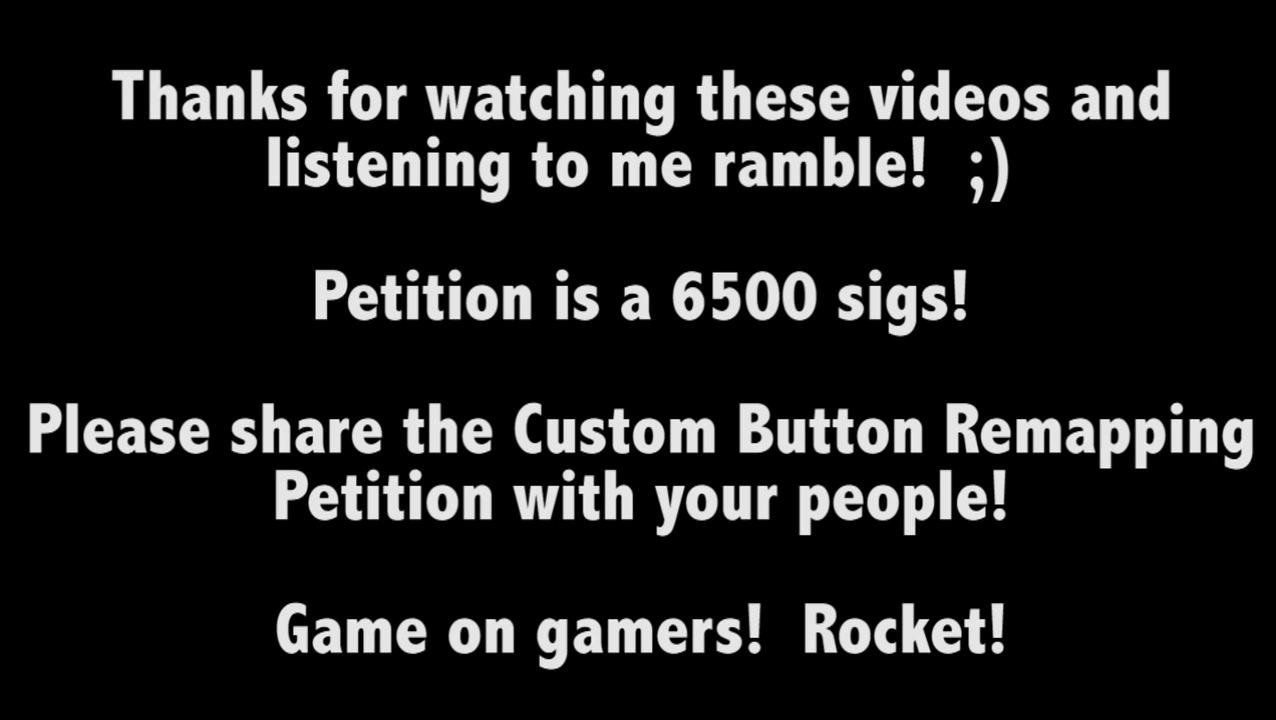 Thanks for watching these videos and
listening to me ramble!  ;)
Petition is a 6500 sigs!
Please share the Custom Button Remapping
Petition with your people!
Game on gamers!  Rocket!